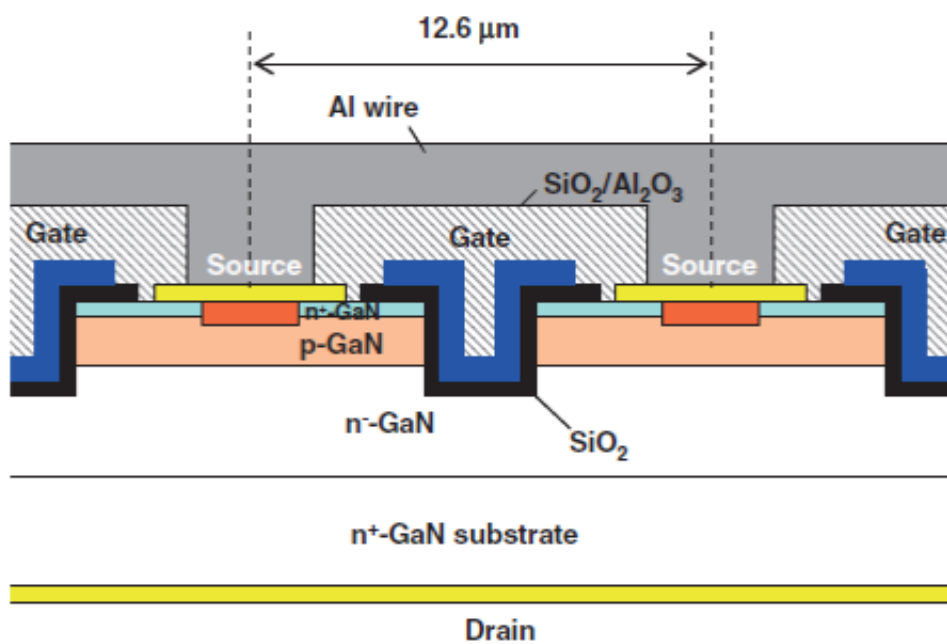 12.6 μm
Al wire
SiO₂/Al₂O₃
Gate
Gate
Gate
Source
Source
n⁺-GaN
p-GaN
n⁻-GaN
SiO₂
n⁺-GaN substrate
Drain